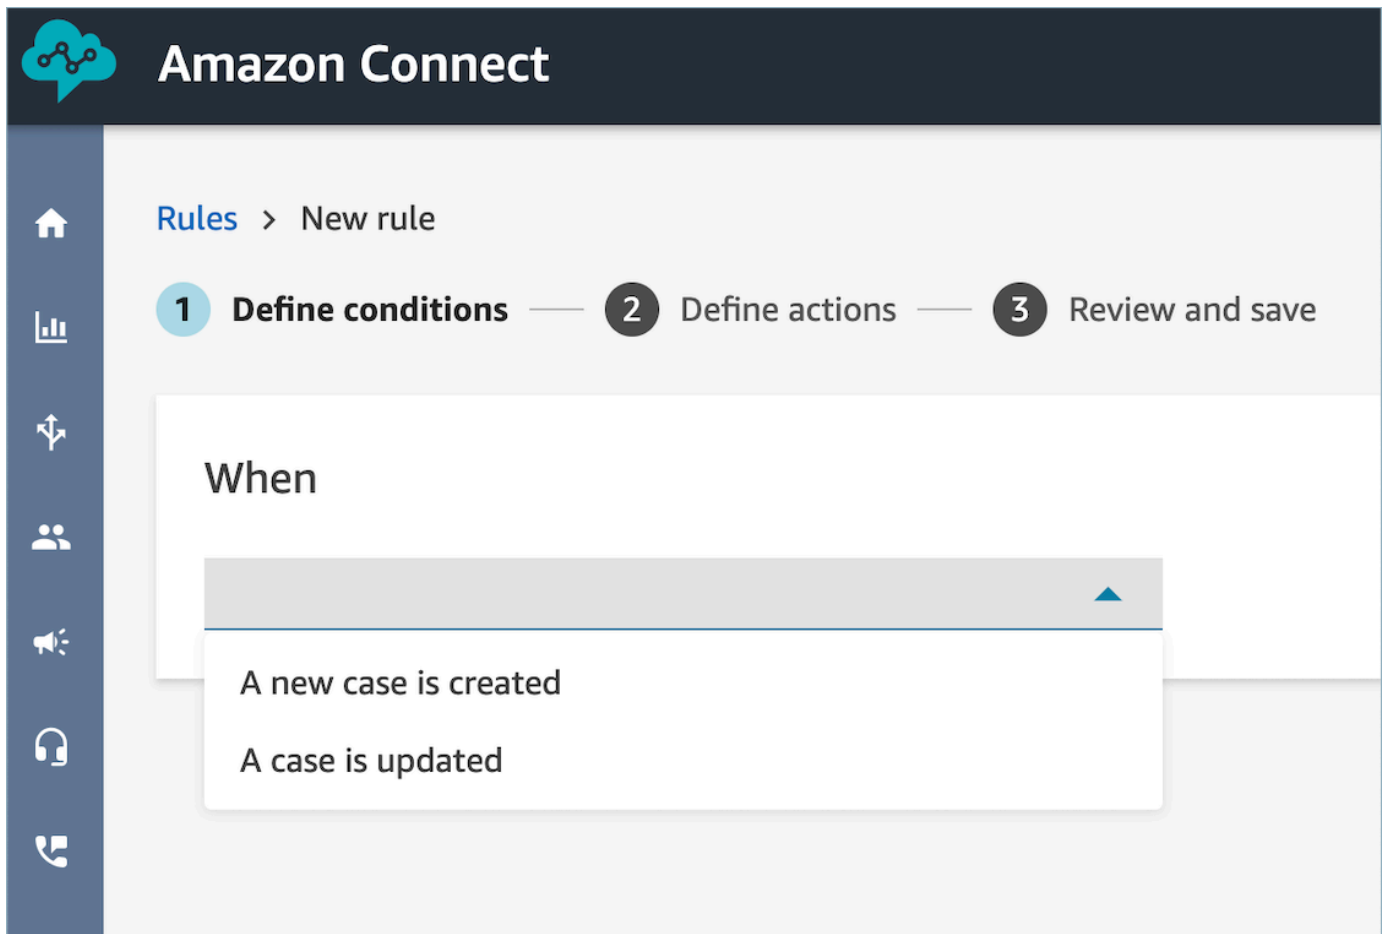 Amazon Connect
Rules > New rule
1 Define conditions 2 Define actions 3 Review and save
When
A new case is created
A case is updated